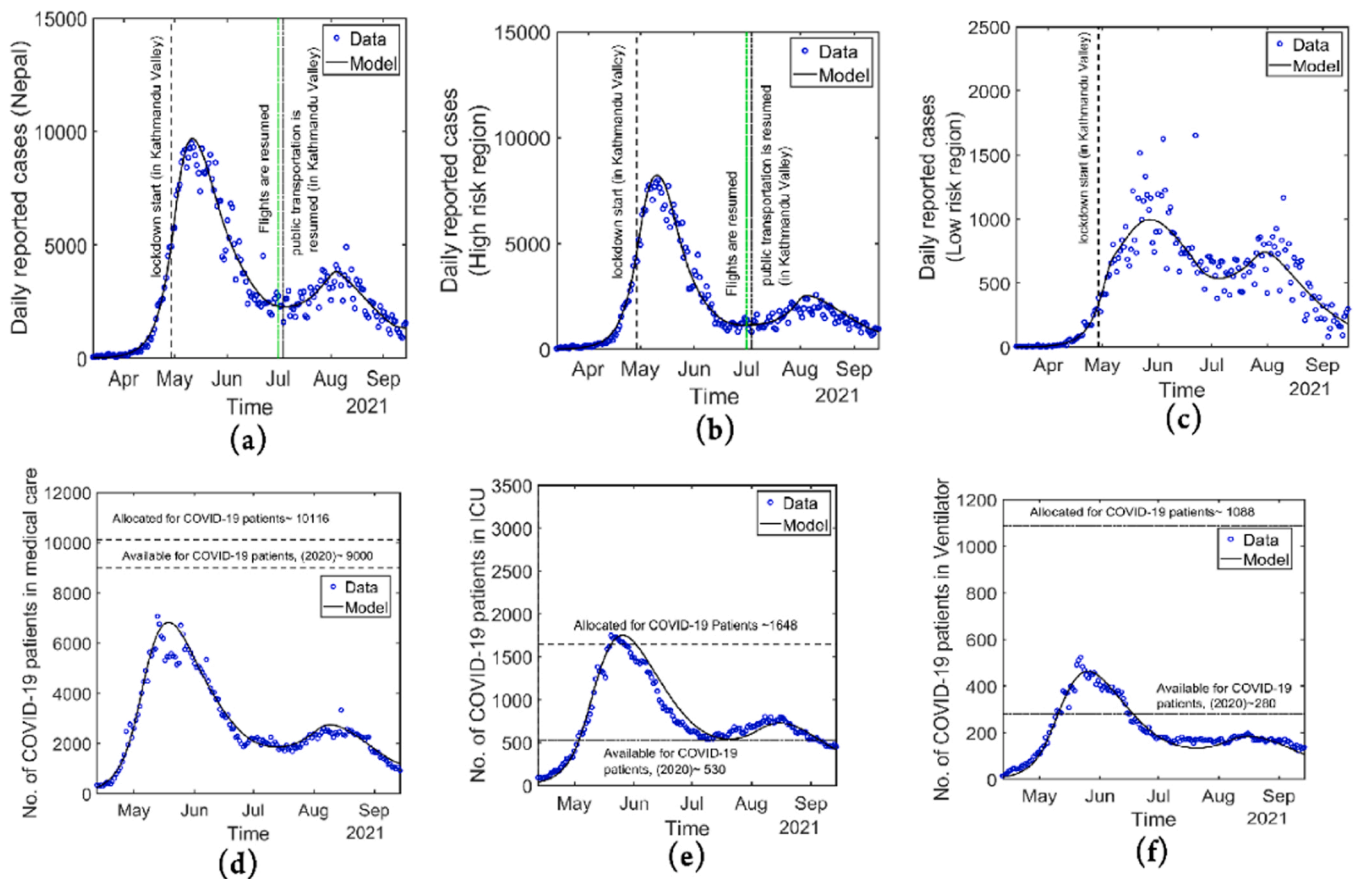 Daily reported cases (Nepal)
15000
10000
5000
0
lockdown start (in Kathmandu Valley)
Flights are resumed
public transportation is
resumed (in Kathmandu Valley)
Data
Model
Apr May Jun Jul Aug Sep
Time 2021
(a)
Daily reported cases
(High risk region)
15000
10000
5000
0
lockdown start (in Kathmandu Valley)
Flights are resumed
public transportation is resumed
(in Kathmandu Valley)
Data
Model
Apr May Jun Jul Aug Sep
Time 2021
(b)
Daily reported cases
(Low risk region)
2500
2000
1500
1000
500
0
lockdown start (in Kathmandu Valley)
Data
Model
Apr May Jun Jul Aug Sep
Time 2021
(c)
No. of COVID-19 patients in medical care
12000
10000
8000
6000
4000
2000
0
Allocated for COVID-19 patients~ 10116
Available for COVID-19 patients, (2020)~ 9000
Data
Model
May Jun Jul Aug Sep
Time 2021
(d)
No. of COVID-19 patients in ICU
3500
3000
2500
2000
1500
1000
500
0
Data
Model
Allocated for COVID-19 Patients ~1648
Available for COVID-19
patients, (2020)~ 530
May Jun Jul Aug Sep
Time 2021
(e)
No. of COVID-19 patients in Ventilator
1200
1000
800
600
400
200
0
Allocated for COVID-19 patients~ 1088
Data
Model
Available for COVID-19
patients, (2020)~280
May Jun Jul Aug Sep
Time 2021
(f)